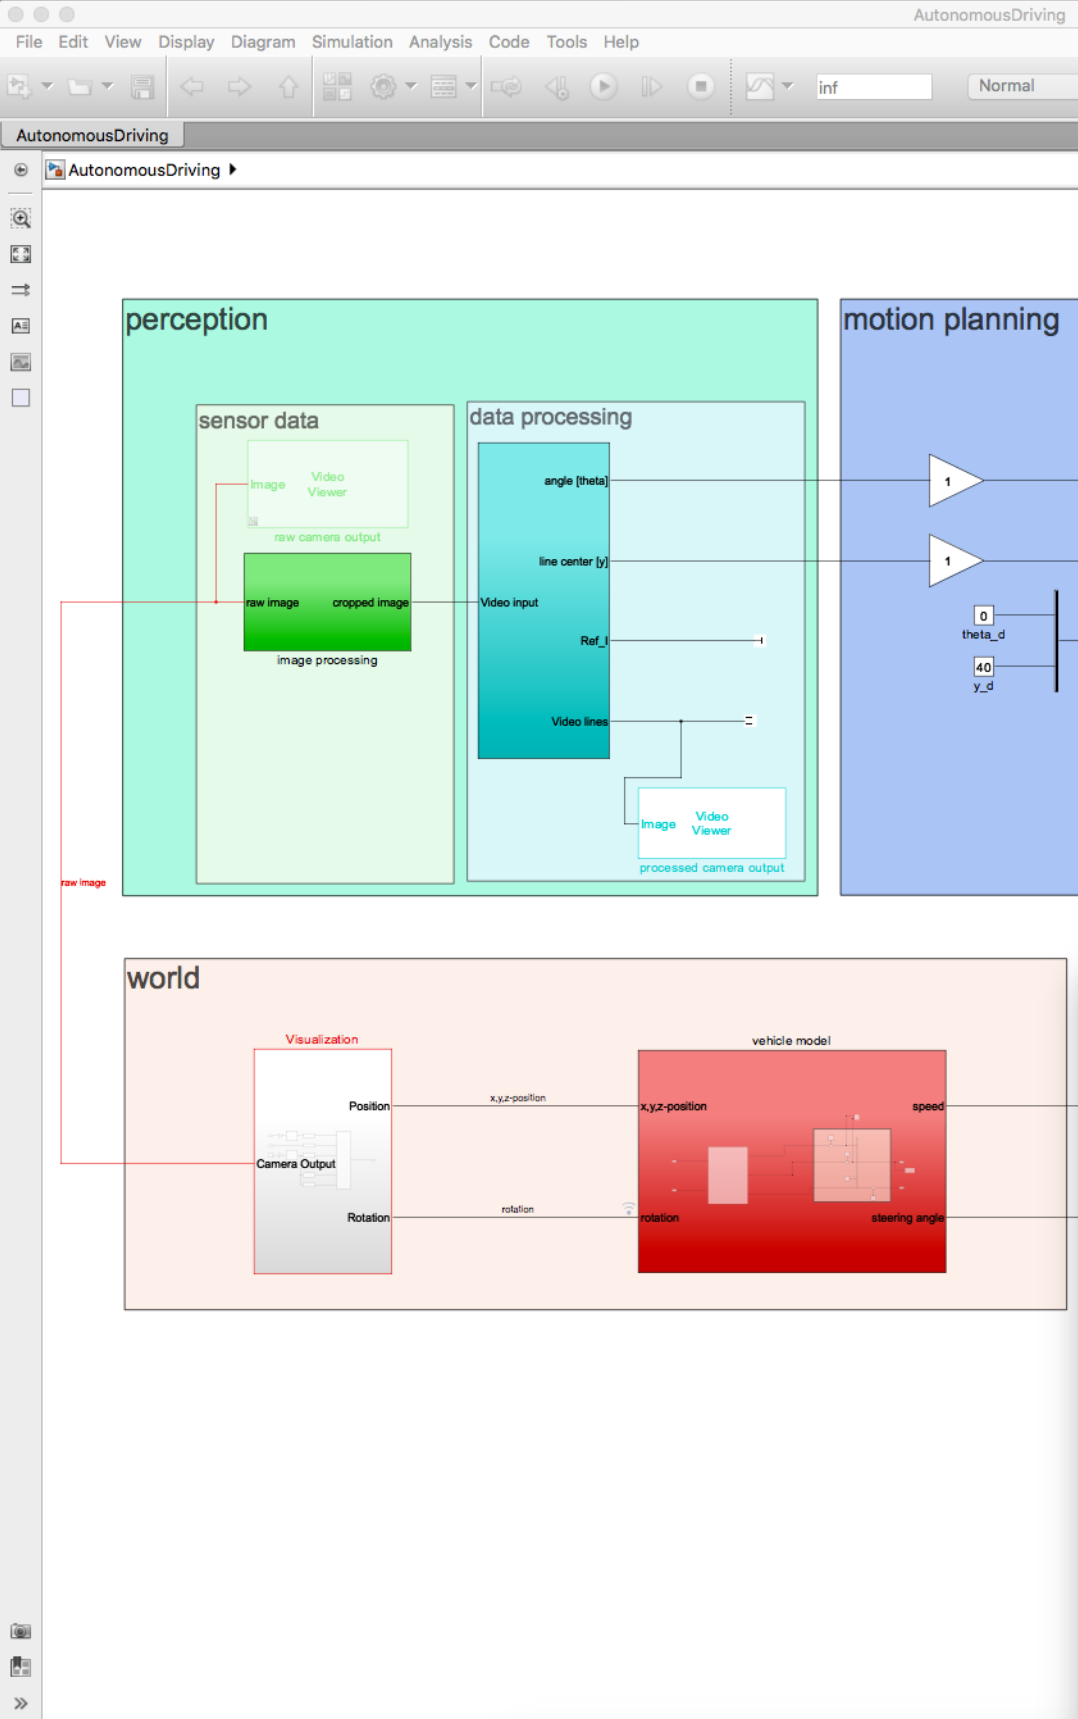 AutonomousDriving
File Edit View Display Diagram Simulation Analysis Code Tools Help
inf
Normal
AutonomousDriving
AutonomousDriving
perception
sensor data
Image
Video
Viewer
raw camera output
raw image
cropped image
image processing
data processing
angle [theta]
line center [y]
Video input
Ref_I
Video lines
Image
Video
Viewer
processed camera output
motion planning
1
1
0
theta_d
40
y_d
raw image
world
Visualization
Position
Camera Output
Rotation
x,y,z-position
rotation
vehicle model
x,y,z-position
speed
rotation
steering angle